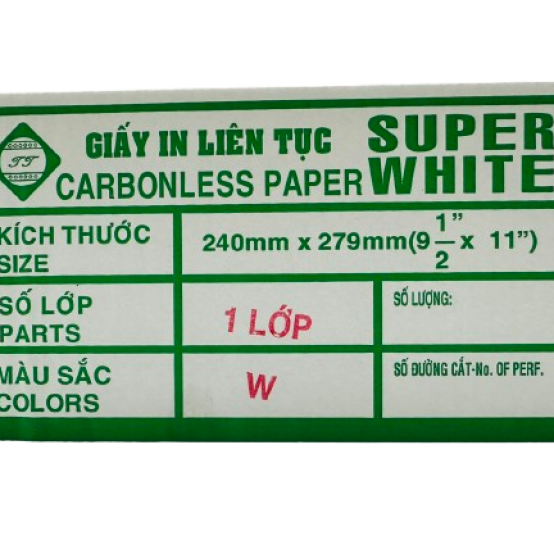 GIẤY IN LIÊN TỤC
CARBONLESS PAPER
SUPER
WHITE
TT
KÍCH THƯỚC
SIZE
240mm x 279mm(9 1/2" x 11")
SỐ LỚP
PARTS
1 LỚP
SỐ LƯỢNG:
MÀU SẮC
COLORS
W
SỐ ĐƯỜNG CẮT-No. OF PERF.